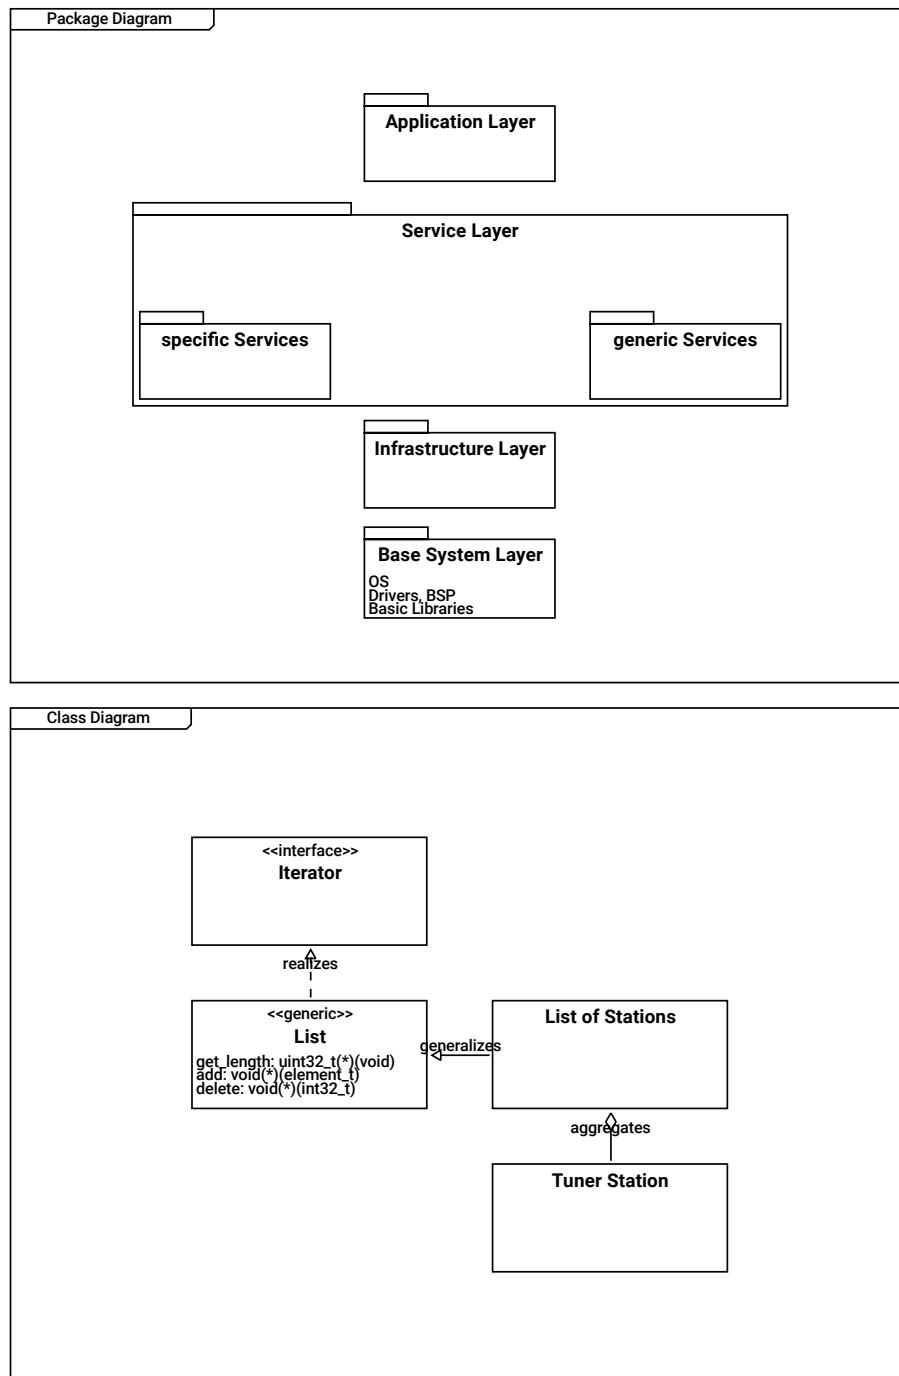 Package Diagram
Application Layer
Service Layer
specific Services
generic Services
Infrastructure Layer
Base System Layer
OS
Drivers, BSP
Basic Libraries
Class Diagram
<<interface>>
Iterator
realizes
<<generic>>
List
get_length: uint32_t(*)(void)
add: void(*)(element_t)
delete: void(*)(int32_t)
generalizes
List of Stations
aggregates
Tuner Station